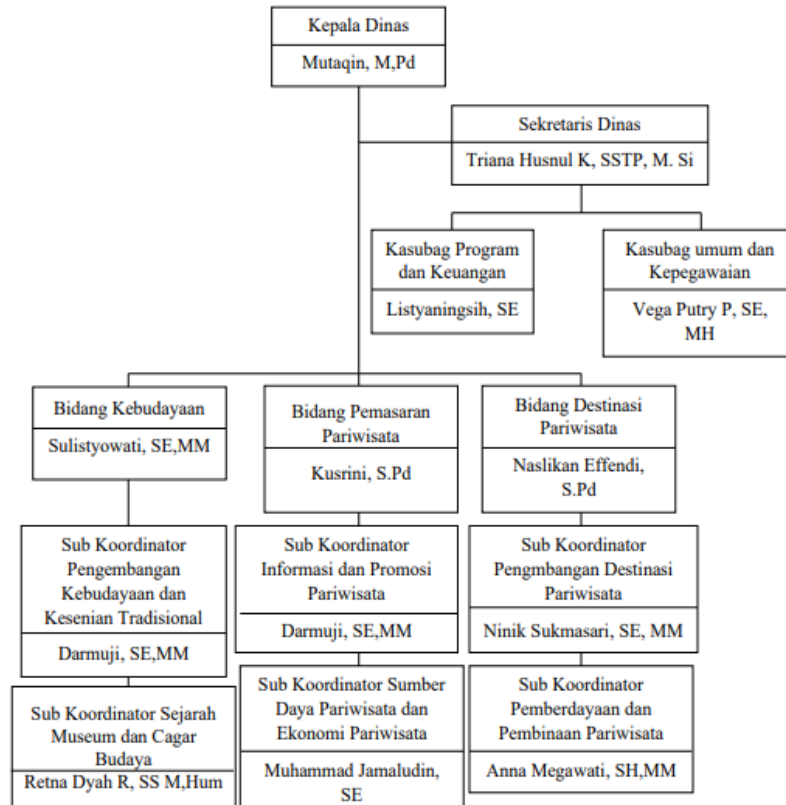 Kepala Dinas
Mutaqin, M,Pd
Sekretaris Dinas
Triana Husnul K, SSTP, M. Si
Kasubag Program
dan Keuangan
Listyaningsih, SE
Kasubag umum dan
Kepegawaian
Vega Putry P, SE,
MH
Bidang Kebudayaan
Sulistyowati, SE,MM
Bidang Pemasaran
Pariwisata
Kusrini, S.Pd
Bidang Destinasi
Pariwisata
Naslikan Effendi,
S.Pd
Sub Koordinator
Pengembangan
Kebudayaan dan
Kesenian Tradisional
Darmuji, SE,MM
Sub Koordinator
Informasi dan Promosi
Pariwisata
Darmuji, SE,MM
Sub Koordinator
Pengmbangan Destinasi
Pariwisata
Ninik Sukmasari, SE, MM
Sub Koordinator Sejarah
Museum dan Cagar
Budaya
Retna Dyah R, SS M,Hum
Sub Koordinator Sumber
Daya Pariwisata dan
Ekonomi Pariwisata
Muhammad Jamaludin,
SE
Sub Koordinator
Pemberdayaan dan
Pembinaan Pariwisata
Anna Megawati, SH,MM